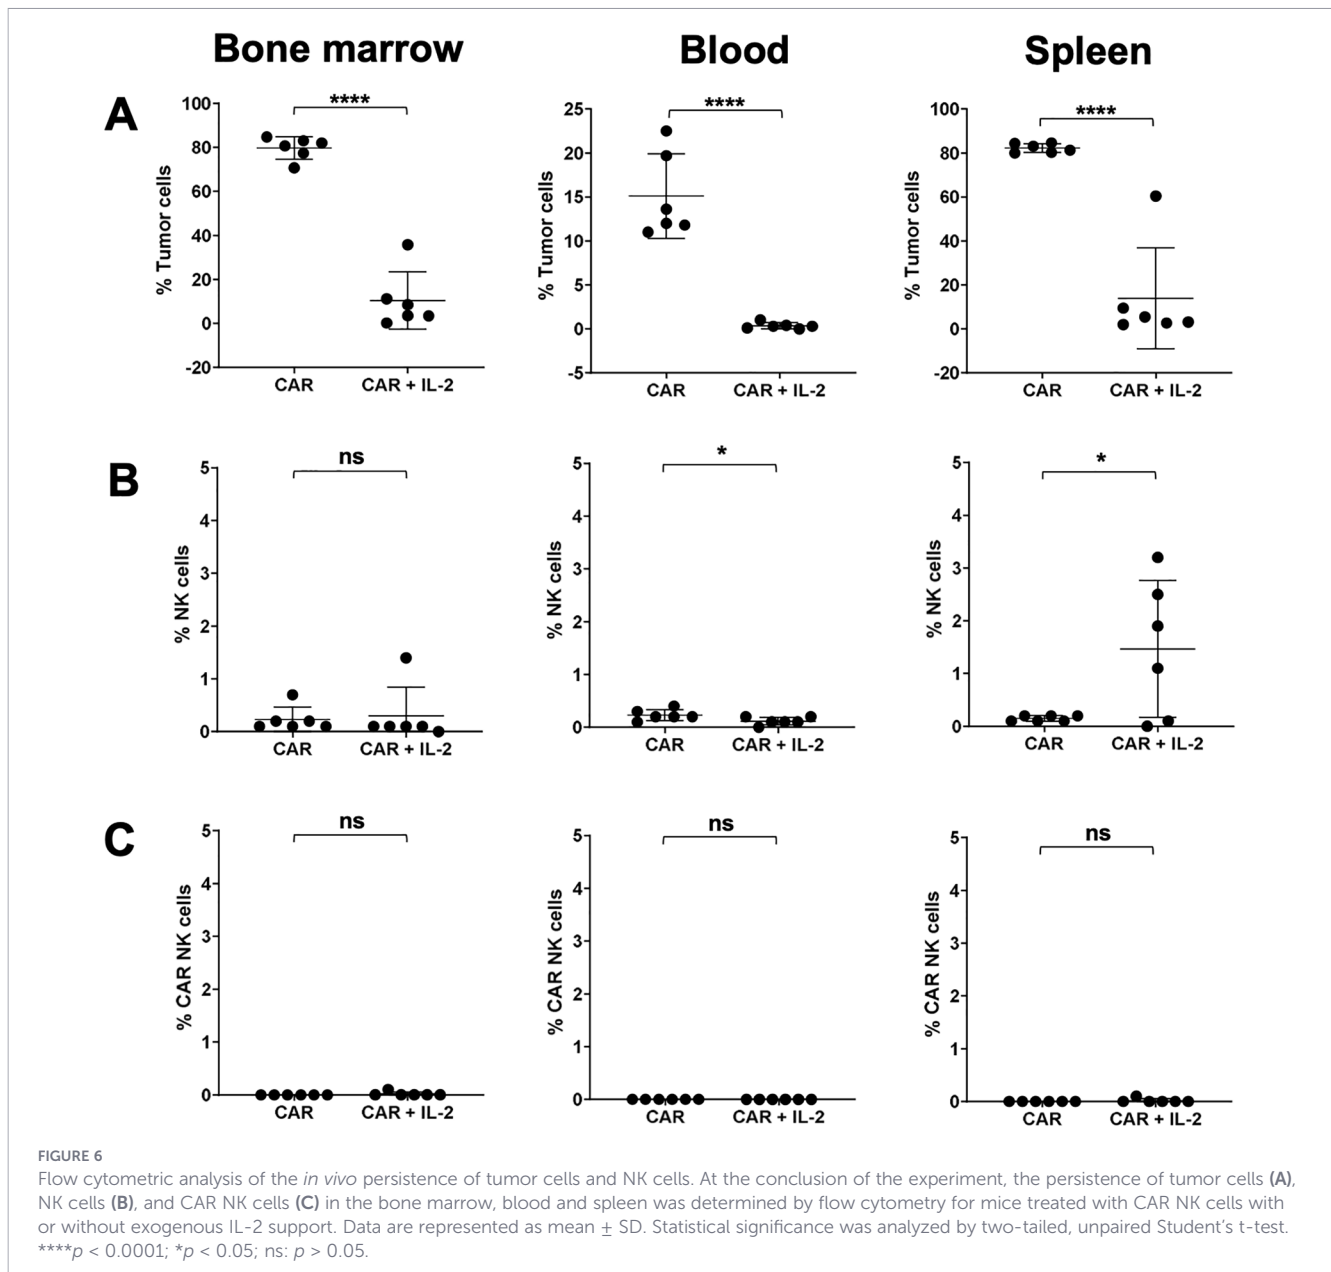 Bone marrow
Blood
Spleen
A
% Tumor cells
100
80
60
40
20
0
-20
****
CAR
CAR + IL-2
% Tumor cells
25
20
15
10
5
0
-5
****
CAR
CAR + IL-2
% Tumor cells
100
80
60
40
20
0
-20
****
CAR
CAR + IL-2
B
% NK cells
5
4
3
2
1
0
ns
CAR
CAR + IL-2
% NK cells
5
4
3
2
1
0
*
CAR
CAR + IL-2
% NK cells
5
4
3
2
1
0
*
CAR
CAR + IL-2
C
% CAR NK cells
5
4
3
2
1
0
ns
CAR
CAR + IL-2
% CAR NK cells
5
4
3
2
1
0
ns
CAR
CAR + IL-2
% CAR NK cells
5
4
3
2
1
0
ns
CAR
CAR + IL-2
FIGURE 6
Flow cytometric analysis of the in vivo persistence of tumor cells and NK cells. At the conclusion of the experiment, the persistence of tumor cells (A),
NK cells (B), and CAR NK cells (C) in the bone marrow, blood and spleen was determined by flow cytometry for mice treated with CAR NK cells with
or without exogenous IL-2 support. Data are represented as mean ± SD. Statistical significance was analyzed by two-tailed, unpaired Student’s t-test.
****p < 0.0001; *p < 0.05; ns: p > 0.05.